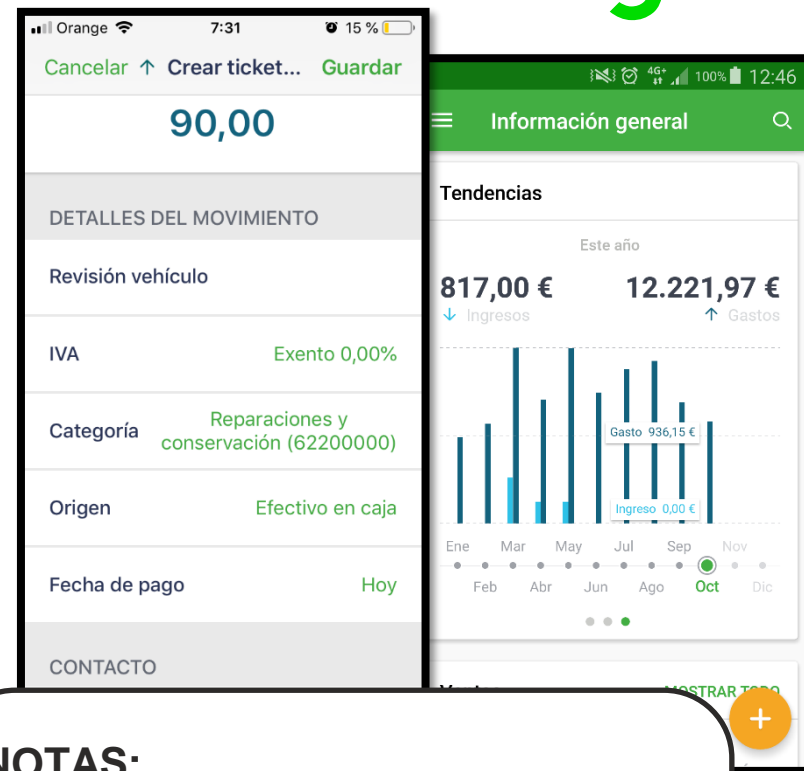 Orange 7:31 15 %
Cancelar ↑ Crear ticket... Guardar
90,00
DETALLES DEL MOVIMIENTO
Revisión vehículo
IVA Exento 0,00%
Categoría Reparaciones y
conservación (62200000)
Origen Efectivo en caja
Fecha de pago Hoy
CONTACTO
4G+ 100% 12:46
Información general
Tendencias
Este año
817,00 € 12.221,97 €
↓ Ingresos ↑ Gastos
Gasto 936,15 €
Ingreso 0,00 €
Ene Mar May Jul Sep Nov
Feb Abr Jun Ago Oct Dic
MOSTRAR TODO
+
NOTAS: